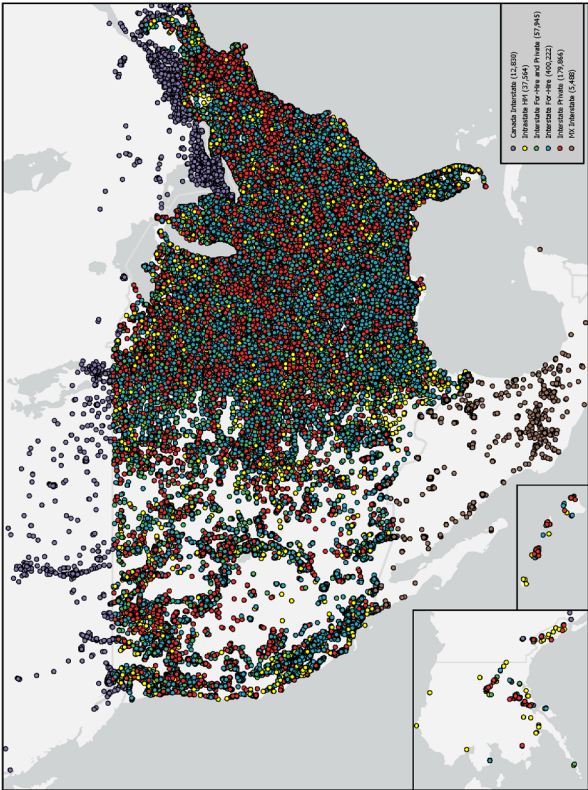 Canada Interstate (12,830)
Intrastate HM (37,564)
Interstate For-Hire and Private (57,945)
Interstate For-Hire (400,222)
Interstate Private (179,866)
MX Interstate (5,488)